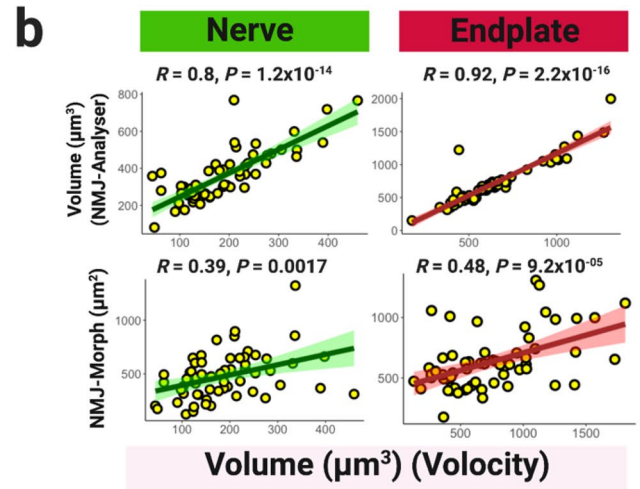 b
Nerve
Endplate
R = 0.8, P = 1.2x10⁻¹⁴
R = 0.92, P = 2.2x10⁻¹⁶
Volume (µm³)
(NMJ-Analyser)
800
600
400
200
100
200
300
400
2000
1500
1000
500
0
500
1000
R = 0.39, P = 0.0017
R = 0.48, P = 9.2x10⁻⁰⁵
NMJ-Morph (µm²)
1000
500
100
200
300
400
1000
500
500
1000
1500
Volume (µm³) (Volocity)